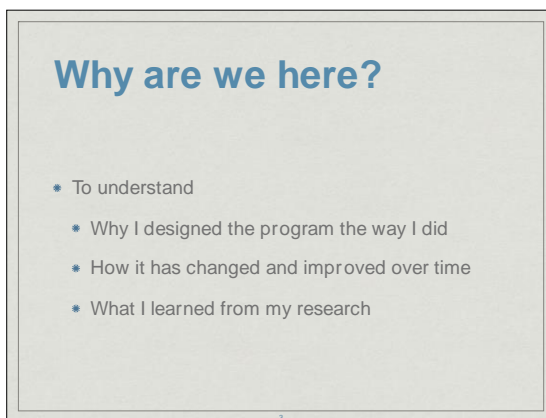 Why are we here?
To understand
Why I designed the program the way I did
How it has changed and improved over time
What I learned from my research